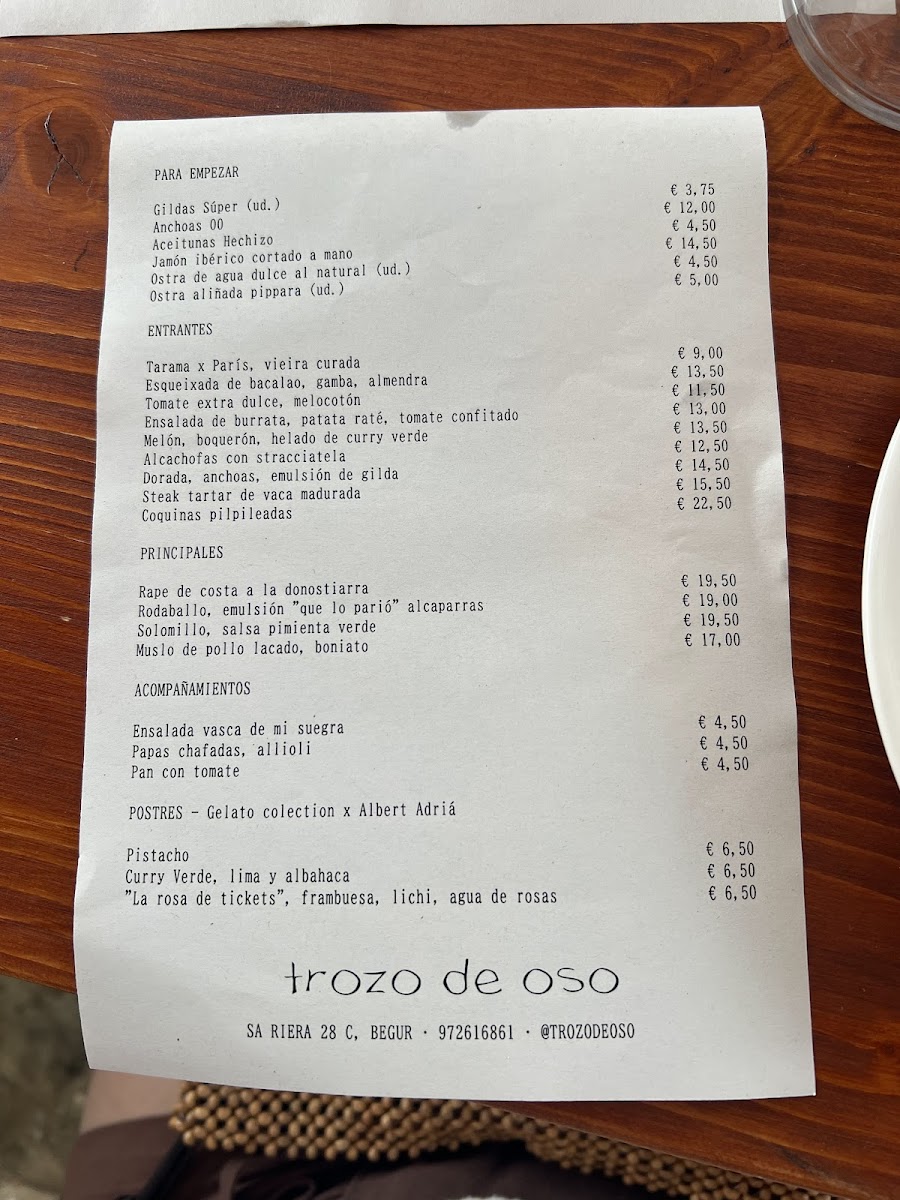 PARA EMPEZAR
Gildas Súper (ud.) € 3,75
Anchoas 00 € 12,00
Aceitunas Hechizo € 4,50
Jamón ibérico cortado a mano € 14,50
Ostra de agua dulce al natural (ud.) € 4,50
Ostra aliñada pippara (ud.) € 5,00
ENTRANTES
Tarama x París, vieira curada € 9,00
Esqueixada de bacalao, gamba, almendra € 13,50
Tomate extra dulce, melocotón € 11,50
Ensalada de burrata, patata raté, tomate confitado € 13,00
Melón, boquerón, helado de curry verde € 13,50
Alcachofas con stracciatela € 12,50
Dorada, anchoas, emulsión de gilda € 14,50
Steak tartar de vaca madurada € 15,50
Coquinas pilpileadas € 22,50
PRINCIPALES
Rape de costa a la donostiarra € 19,50
Rodaballo, emulsión "que lo parió" alcaparras € 19,00
Solomillo, salsa pimienta verde € 19,50
Muslo de pollo lacado, boniato € 17,00
ACOMPAÑAMIENTOS
Ensalada vasca de mi suegra € 4,50
Papas chafadas, allioli € 4,50
Pan con tomate € 4,50
POSTRES - Gelato colection x Albert Adriá
Pistacho € 6,50
Curry Verde, lima y albahaca € 6,50
"La rosa de tickets", frambuesa, lichi, agua de rosas € 6,50
trozo de oso
SA RIERA 28 C, BEGUR · 972616861 · @TROZODEOSO